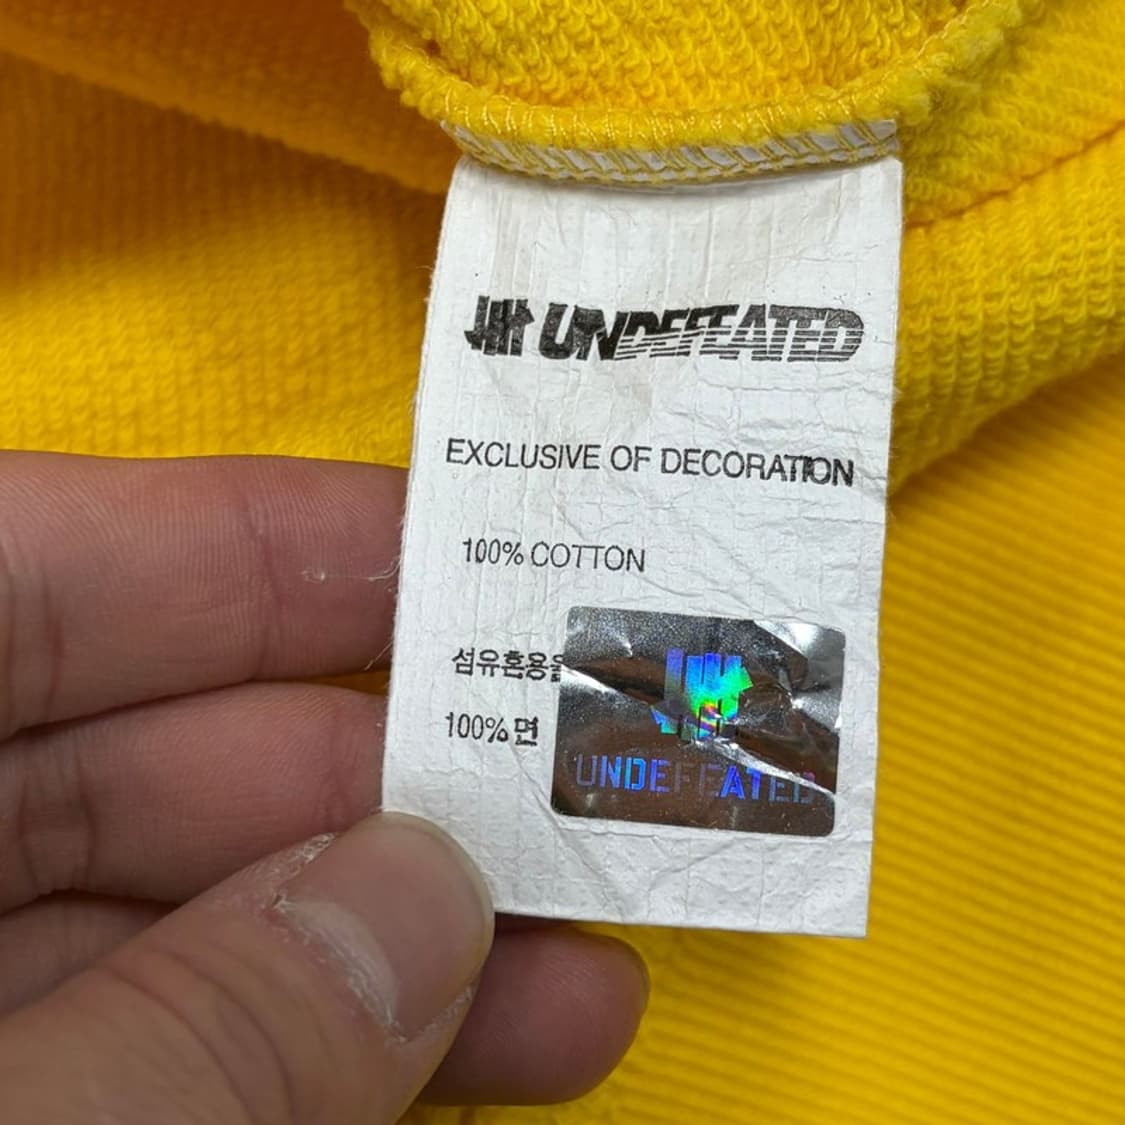 UNDEFEATED
EXCLUSIVE OF DECORATION
100% COTTON
섬유혼용
100% 면
UNDEFEATED